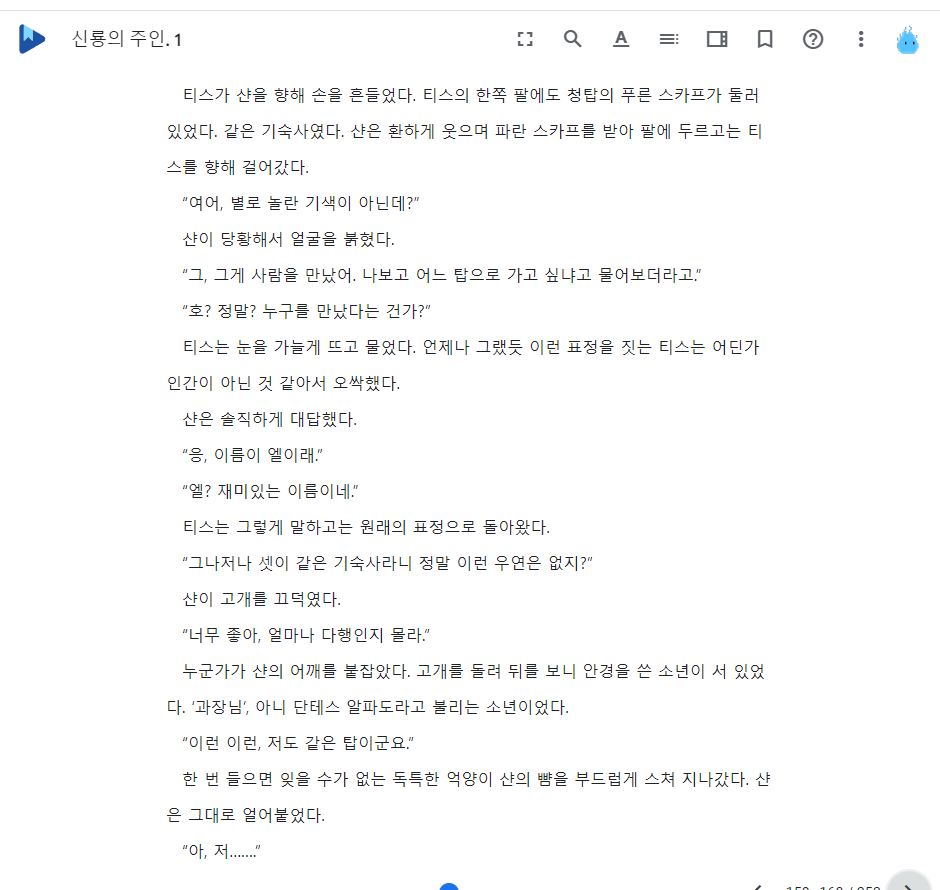 신룡의 주인. 1
티스가 샨을 향해 손을 흔들었다. 티스의 한쪽 팔에도 청탑의 푸른 스카프가 둘러
있었다. 같은 기숙사였다. 샨은 환하게 웃으며 파란 스카프를 받아 팔에 두르고는 티
스를 향해 걸어갔다.
“여어, 별로 놀란 기색이 아닌데?”
샨이 당황해서 얼굴을 붉혔다.
“그, 그게 사람을 만났어. 나보고 어느 탑으로 가고 싶냐고 물어보더라고.”
“호? 정말? 누구를 만났다는 건가?”
티스는 눈을 가늘게 뜨고 물었다. 언제나 그랬듯 이런 표정을 짓는 티스는 어딘가
인간이 아닌 것 같아서 오싹했다.
샨은 솔직하게 대답했다.
“응, 이름이 엘이래.”
“엘? 재미있는 이름이네.”
티스는 그렇게 말하고는 원래의 표정으로 돌아왔다.
“그나저나 셋이 같은 기숙사라니 정말 이런 우연은 없지?”
샨이 고개를 끄덕였다.
“너무 좋아, 얼마나 다행인지 몰라.”
누군가가 샨의 어깨를 붙잡았다. 고개를 돌려 뒤를 보니 안경을 쓴 소년이 서 있었
다. ‘과장님’, 아니 단테스 알파도라고 불리는 소년이었다.
“이런 이런, 저도 같은 탑이군요.”
한 번 들으면 잊을 수가 없는 독특한 억양이 샨의 뺨을 부드럽게 스쳐 지나갔다. 샨
은 그대로 얼어붙었다.
“아, 저…….”